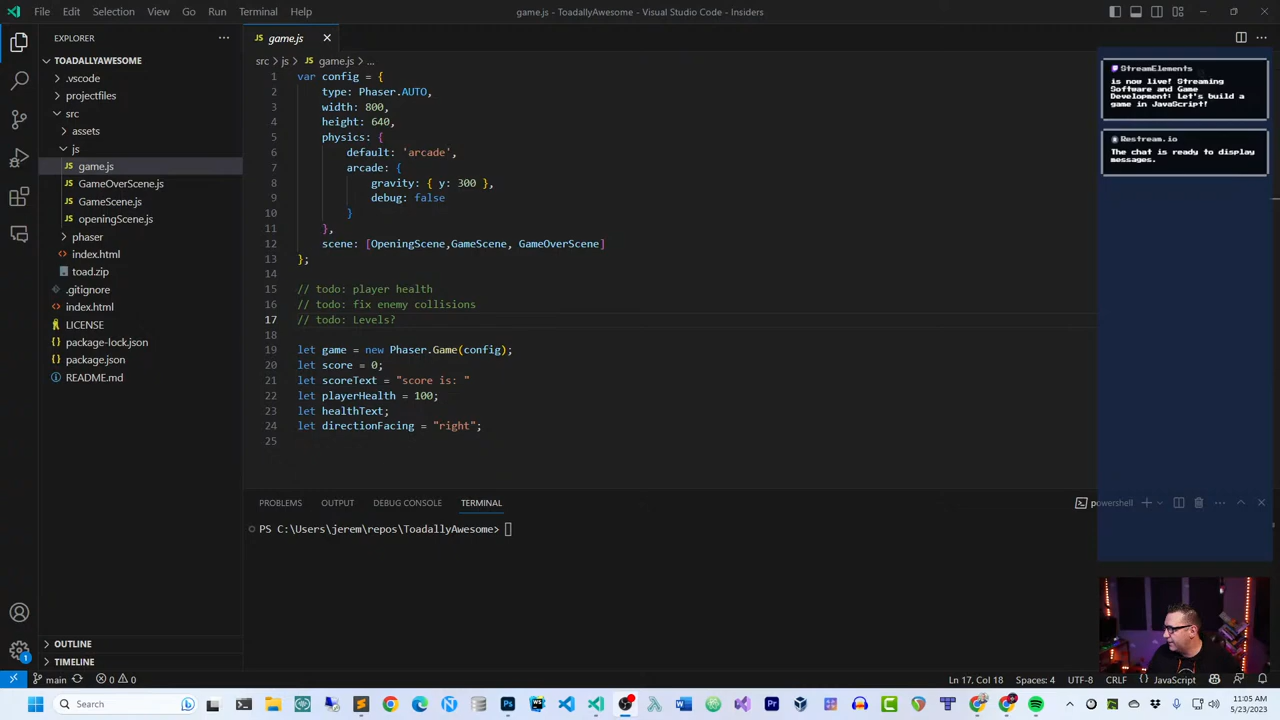 File Edit Selection View Go Run Terminal Help
game.js - ToadallyAwesome - Visual Studio Code - Insiders
EXPLORER
TOADALLYAWESOME
.vscode
projectfiles
src
assets
js
JS game.js
JS GameOverScene.js
JS GameScene.js
JS openingScene.js
phaser
index.html
toad.zip
.gitignore
index.html
LICENSE
package-lock.json
package.json
README.md
OUTLINE
TIMELINE
JS game.js
src > js > JS game.js > ...
1 var config = {
2 type: Phaser.AUTO,
3 width: 800,
4 height: 640,
5 physics: {
6 default: 'arcade',
7 arcade: {
8 gravity: { y: 300 },
9 debug: false
10 }
11 },
12 scene: [OpeningScene,GameScene, GameOverScene]
13 };
14
15 // todo: player health
16 // todo: fix enemy collisions
17 // todo: Levels?
18
19 let game = new Phaser.Game(config);
20 let score = 0;
21 let scoreText = "score is: "
22 let playerHealth = 100;
23 let healthText;
24 let directionFacing = "right";
25
StreamElements
is now live! Streaming
Software and Game
Development: Let's build a
game in JavaScript!
Restream.io
The chat is ready to display
messages.
PROBLEMS OUTPUT DEBUG CONSOLE TERMINAL
powershell
PS C:\Users\jerem\repos\ToadallyAwesome>
1
main 0 0
Ln 17, Col 18 Spaces: 4 UTF-8 CRLF JavaScript
Search
11:05 AM
5/23/2023